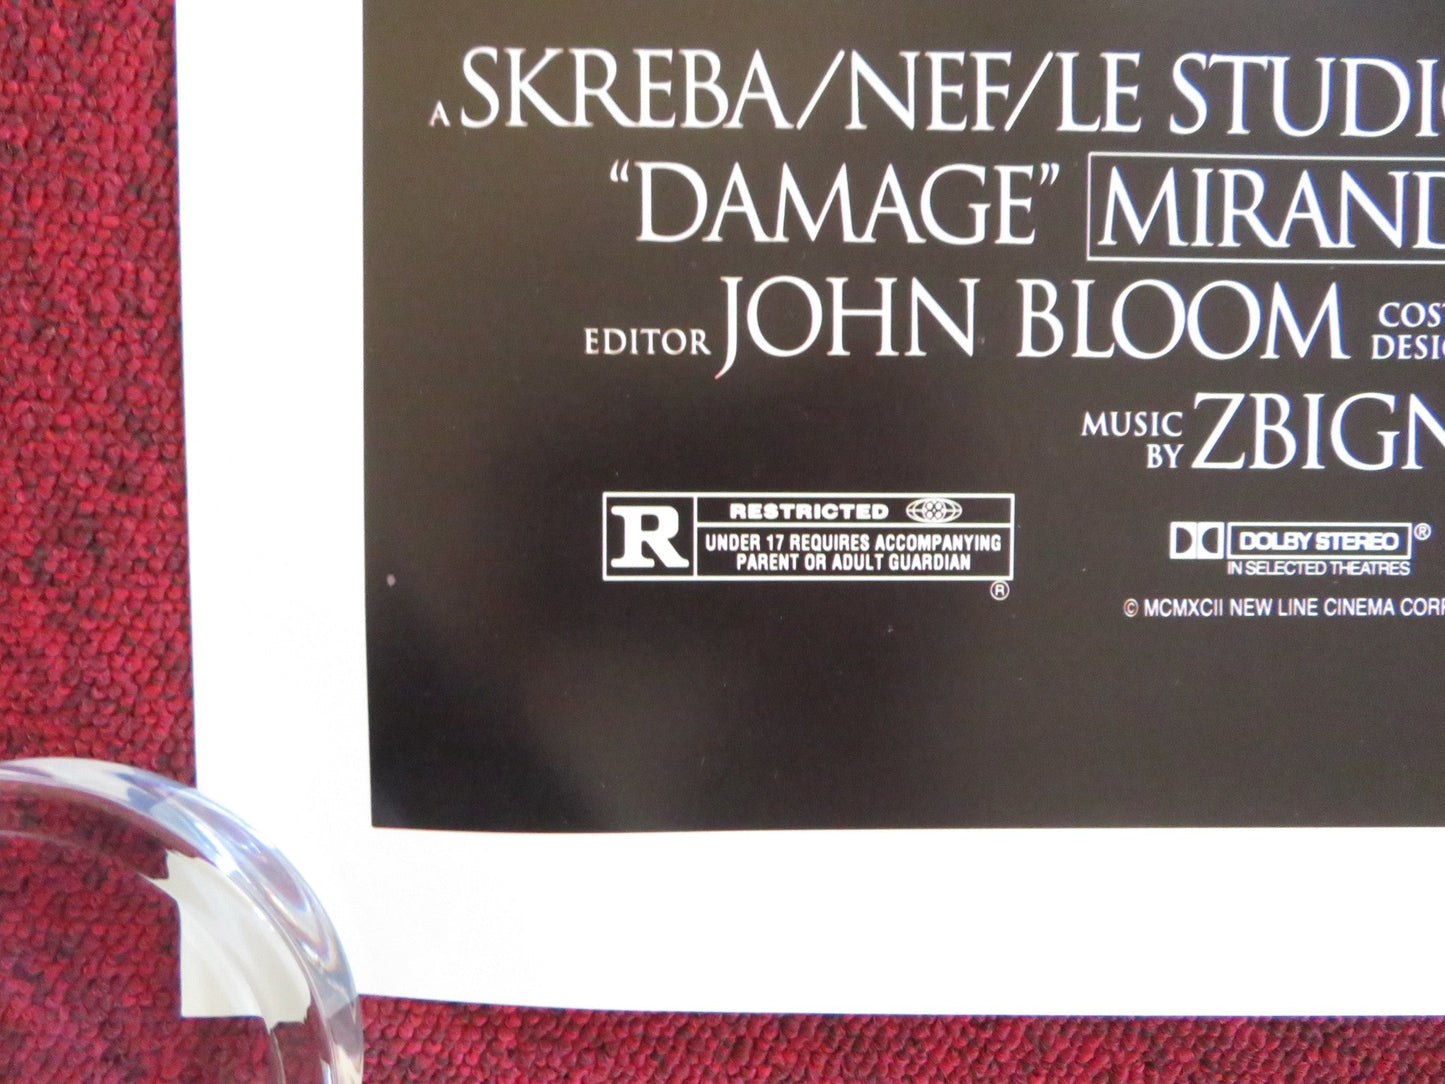 A SKREBA/NEF/LE STUDIO
"DAMAGE" MIRAND
EDITOR JOHN BLOOM COST
DESIG
MUSIC BY ZBIGN
R RESTRICTED
UNDER 17 REQUIRES ACCOMPANYING
PARENT OR ADULT GUARDIAN
®
DOLBY STEREO ®
IN SELECTED THEATRES
© MCMXCII NEW LINE CINEMA CORP